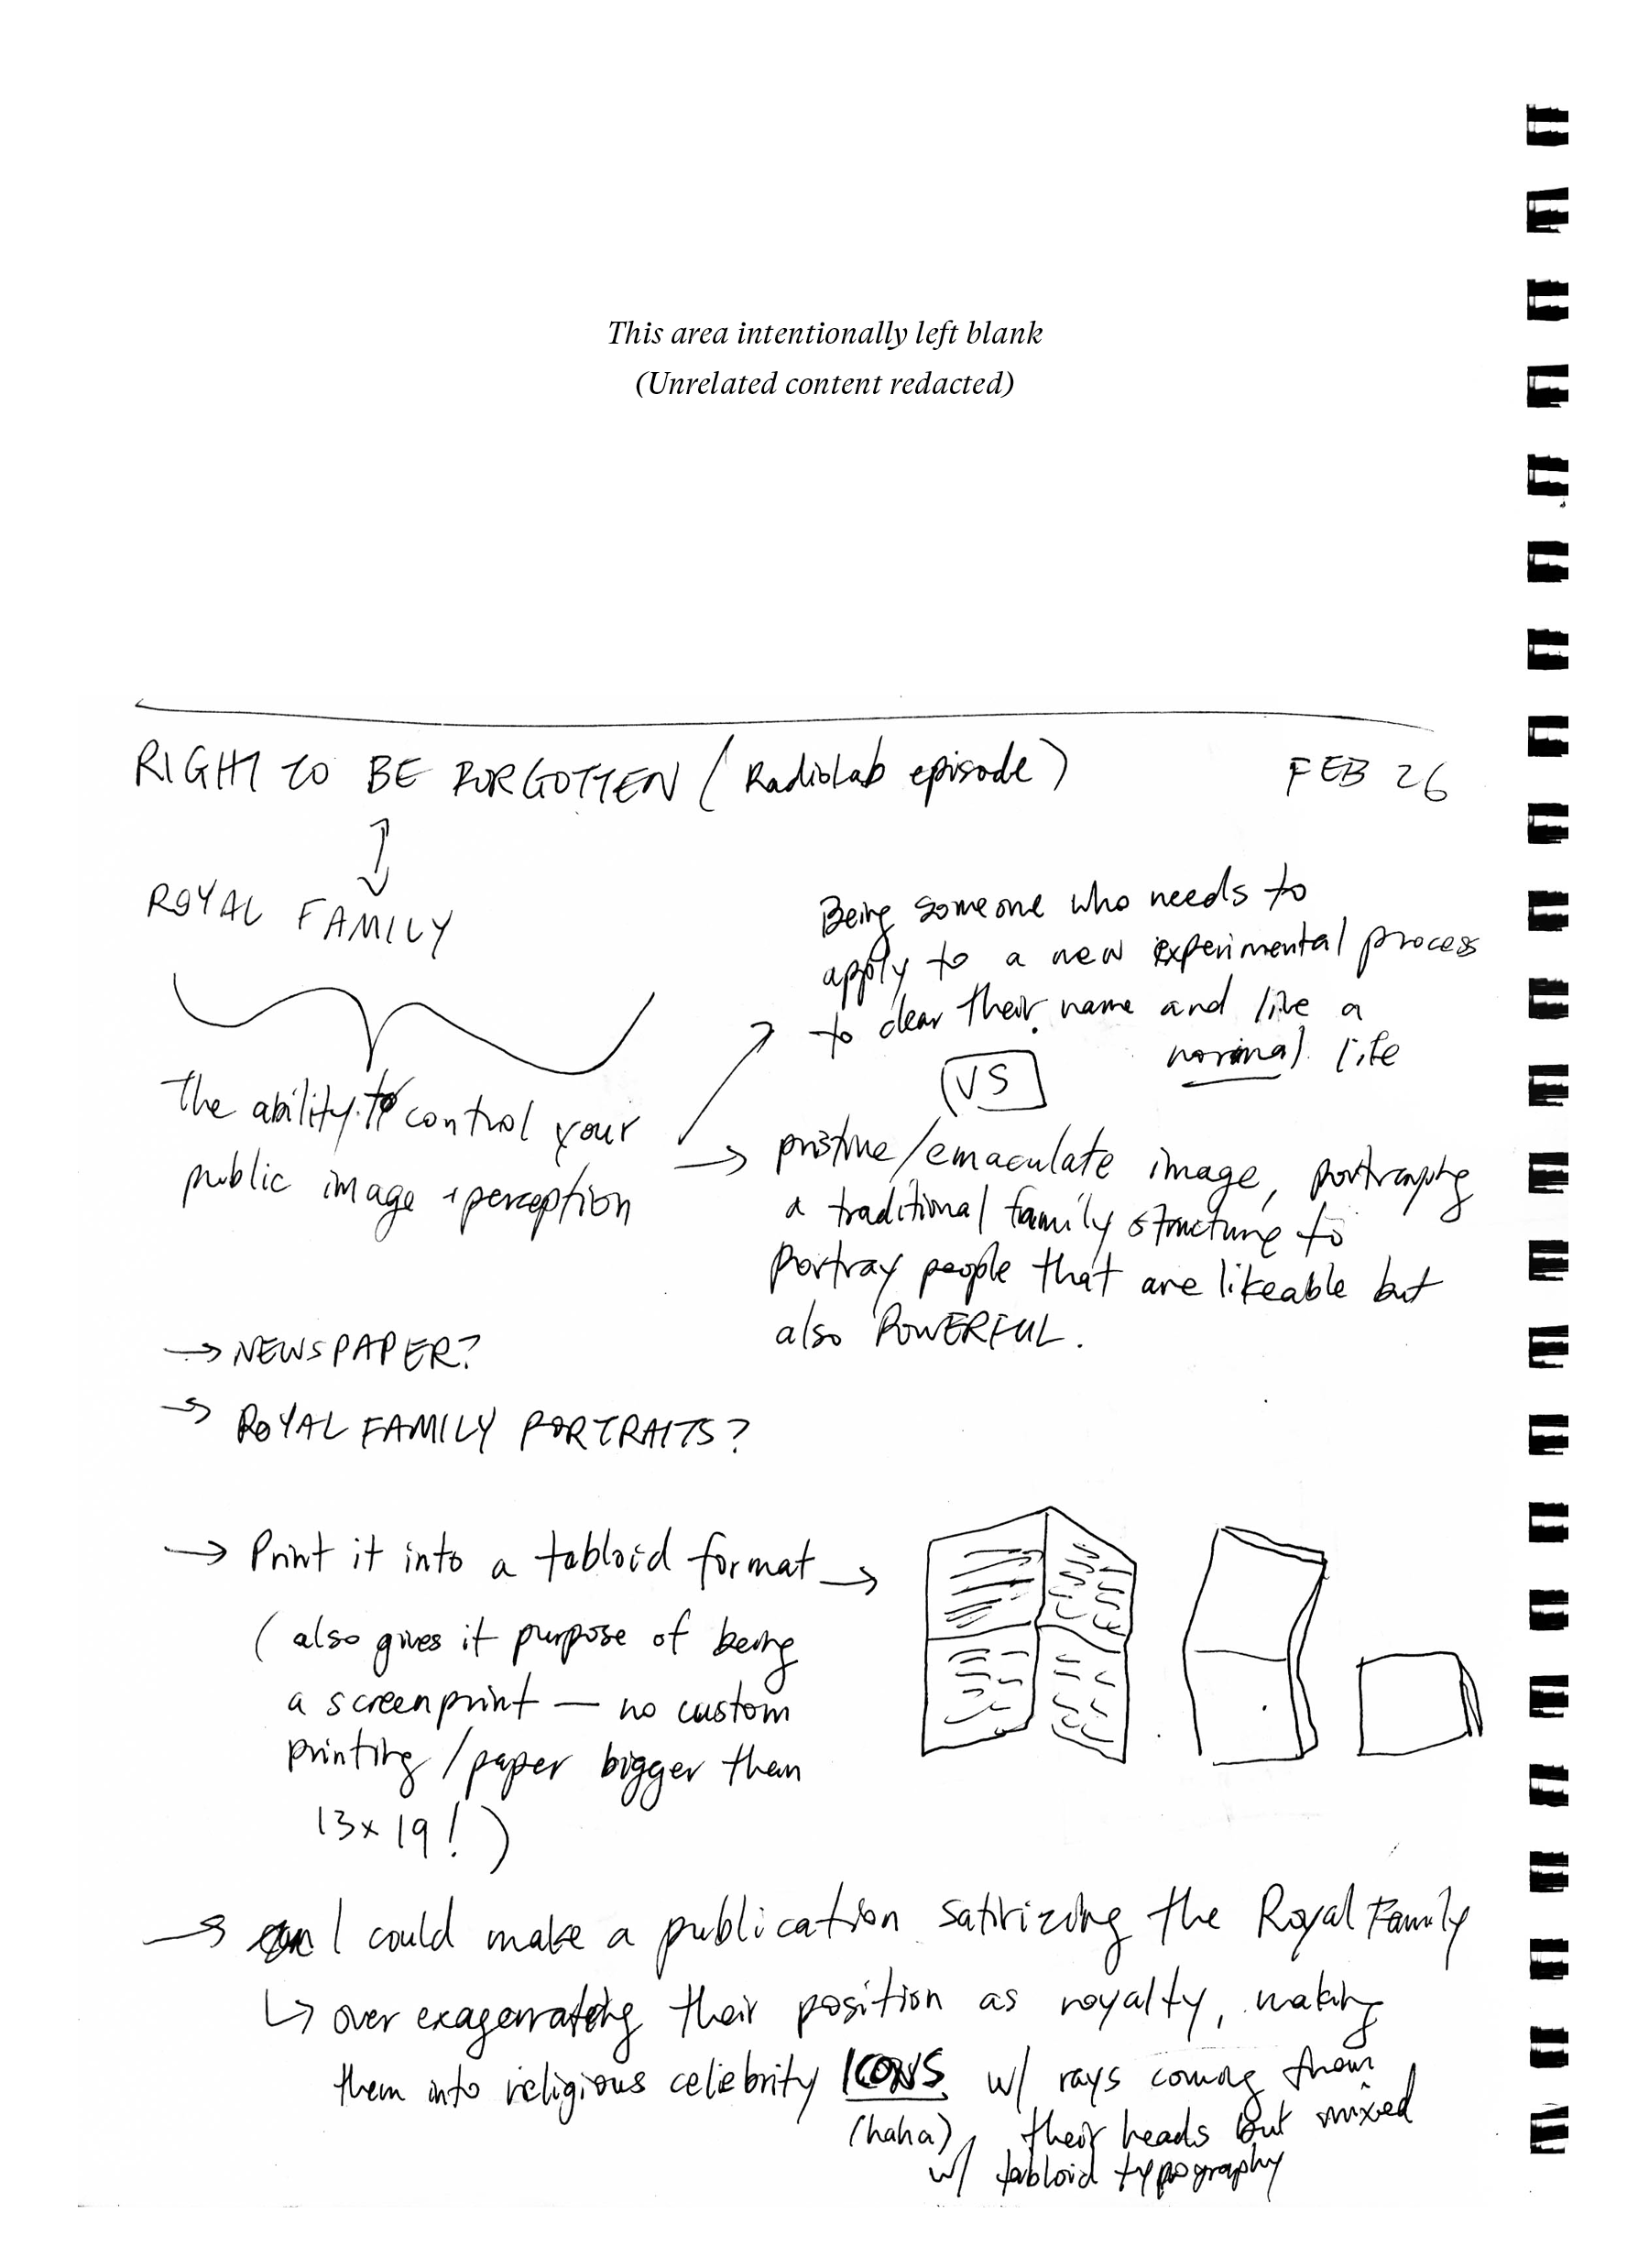 This area intentionally left blank
(Unrelated content redacted)
RIGHT TO BE FORGOTTEN (RadioLab episode)
FEB 26
ROYAL FAMILY
The ability to control your
public image + perception
Being someone who needs to
apply to a new experimental process
to clear their name and live a
normal life
VS
pristine/emaculate image, portraying
a traditional family structure to
portray people that are likeable but
also POWERFUL.
→ NEWSPAPER?
→ ROYAL FAMILY PORTRAITS?
→ Print it into a tabloid format →
(also gives it purpose of being
a screenprint — no custom
printing/paper bigger than
13x19!)
→ I could make a publication satirizing the Royal Family
↳ over exagerrating their position as royalty, making
them into religious celebrity ICONS w/ rays coming from
(haha), their heads but mixed
w/ tabloid typography